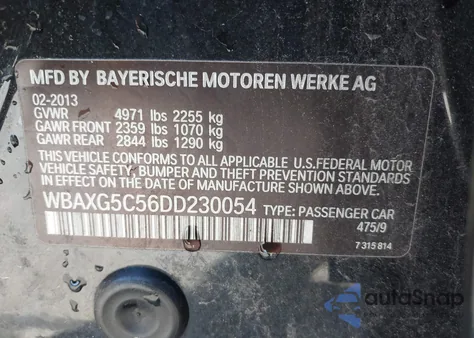 MFD BY BAYERISCHE MOTOREN WERKE AG
02-2013
GVWR 4971 lbs 2255 kg
GAWR FRONT 2359 lbs 1070 kg
GAWR REAR 2844 lbs 1290 kg
THIS VEHICLE CONFORMS TO ALL APPLICABLE U.S.FEDERAL MOTOR
VEHICLE SAFETY, BUMPER AND THEFT PREVENTION STANDARDS
IN EFFECT ON THE DATE OF MANUFACTURE SHOWN ABOVE.
WBAXG5C56DD230054 TYPE: PASSENGER CAR
475/9
7 315 814
autoSnap